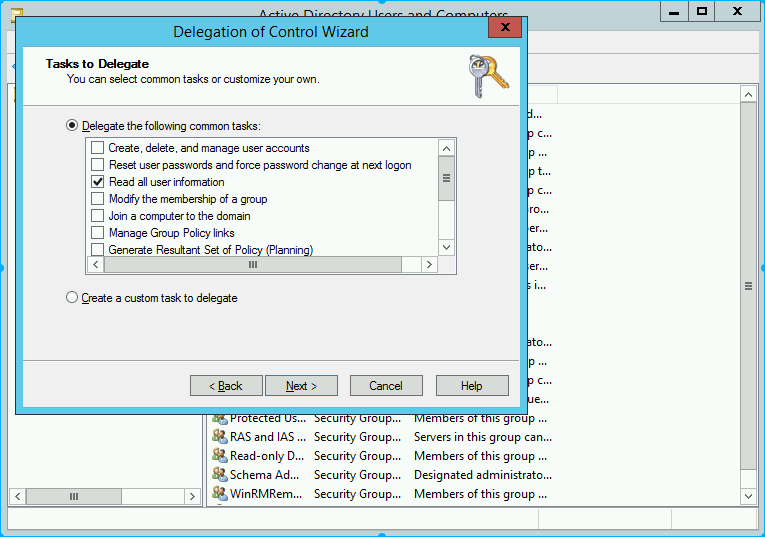 Active Directory Users and Computers
Delegation of Control Wizard
Tasks to Delegate
You can select common tasks or customize your own.
Delegate the following common tasks:
Create, delete, and manage user accounts
Reset user passwords and force password change at next logon
Read all user information
Modify the membership of a group
Join a computer to the domain
Manage Group Policy links
Generate Resultant Set of Policy (Planning)
Create a custom task to delegate
< Back Next > Cancel Help
d...
p c...
p ...
p t...
p c...
ro...
er...
ato...
er...
s i...
ato...
p ...
p c...
ue...
Protected Us... Security Group... Members of this group ...
RAS and IAS ... Security Group... Servers in this group can...
Read-only D... Security Group... Members of this group ...
Schema Ad... Security Group... Designated administrato...
WinRMRem... Security Group... Members of this group ...